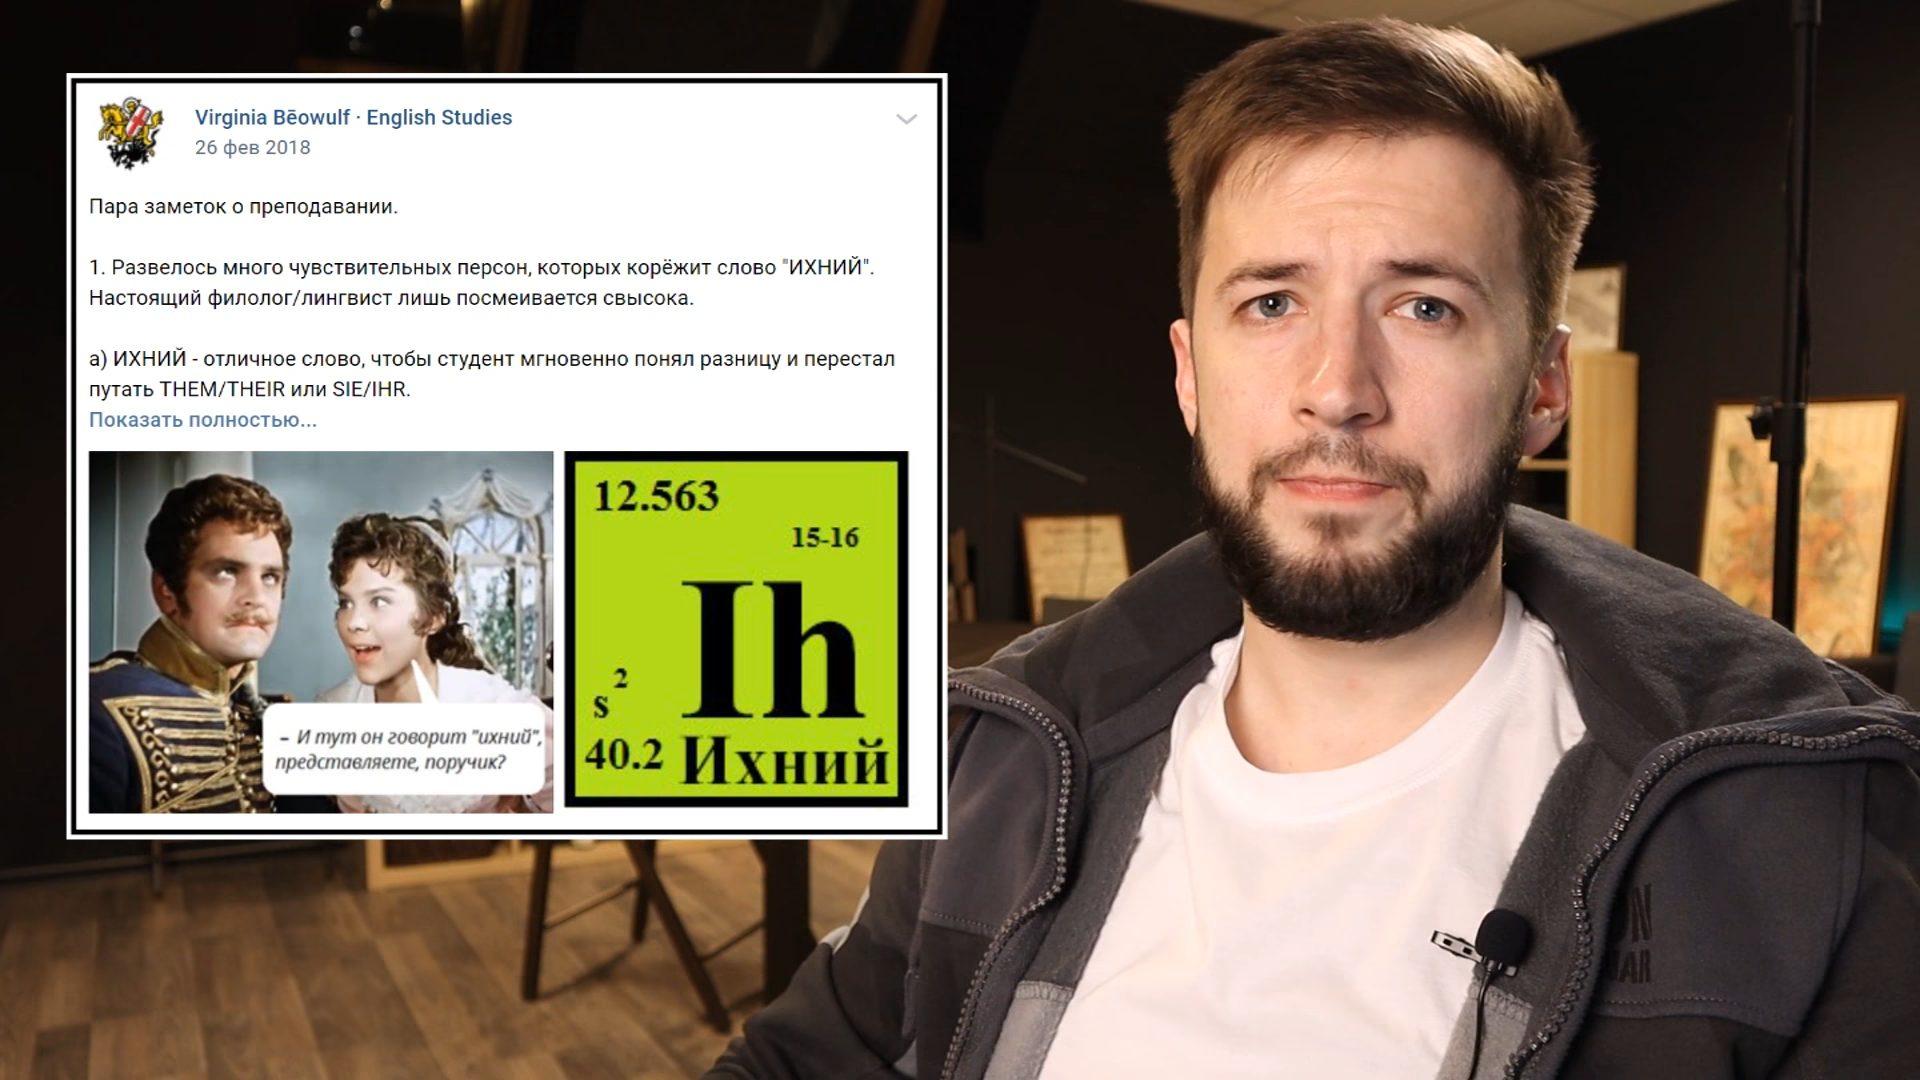 Virginia Bēowulf · English Studies
26 фев 2018
Пара заметок о преподавании.
1. Развелось много чувствительных персон, которых корёжит слово "ИХНИЙ".
Настоящий филолог/лингвист лишь посмеивается свысока.
а) ИХНИЙ - отличное слово, чтобы студент мгновенно понял разницу и перестал
путать THEM/THEIR или SIE/IHR.
Показать полностью...
– И тут он говорит "ихний",
представляете, поручик?
12.563
15-16
Ih
s 2
40.2 Ихний